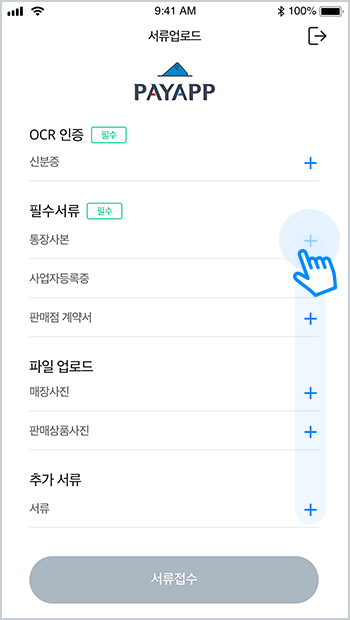 9:41 AM
100%
서류업로드
PAYAPP
OCR 인증 필수
신분증
필수서류 필수
통장사본
사업자등록증
판매점 계약서
파일 업로드
매장사진
판매상품사진
추가 서류
서류
서류접수